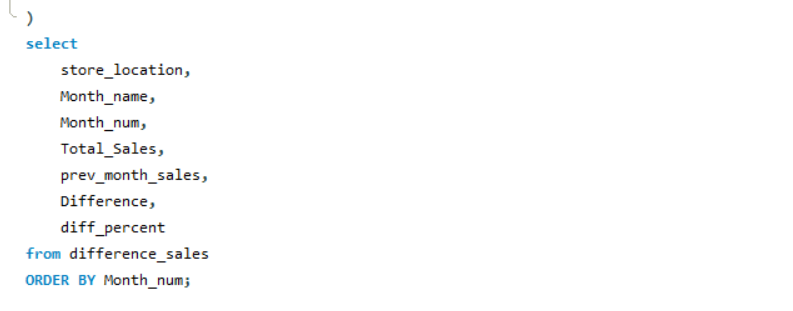 )
select
    store_location,
    Month_name,
    Month_num,
    Total_Sales,
    prev_month_sales,
    Difference,
    diff_percent
from difference_sales
ORDER BY Month_num;